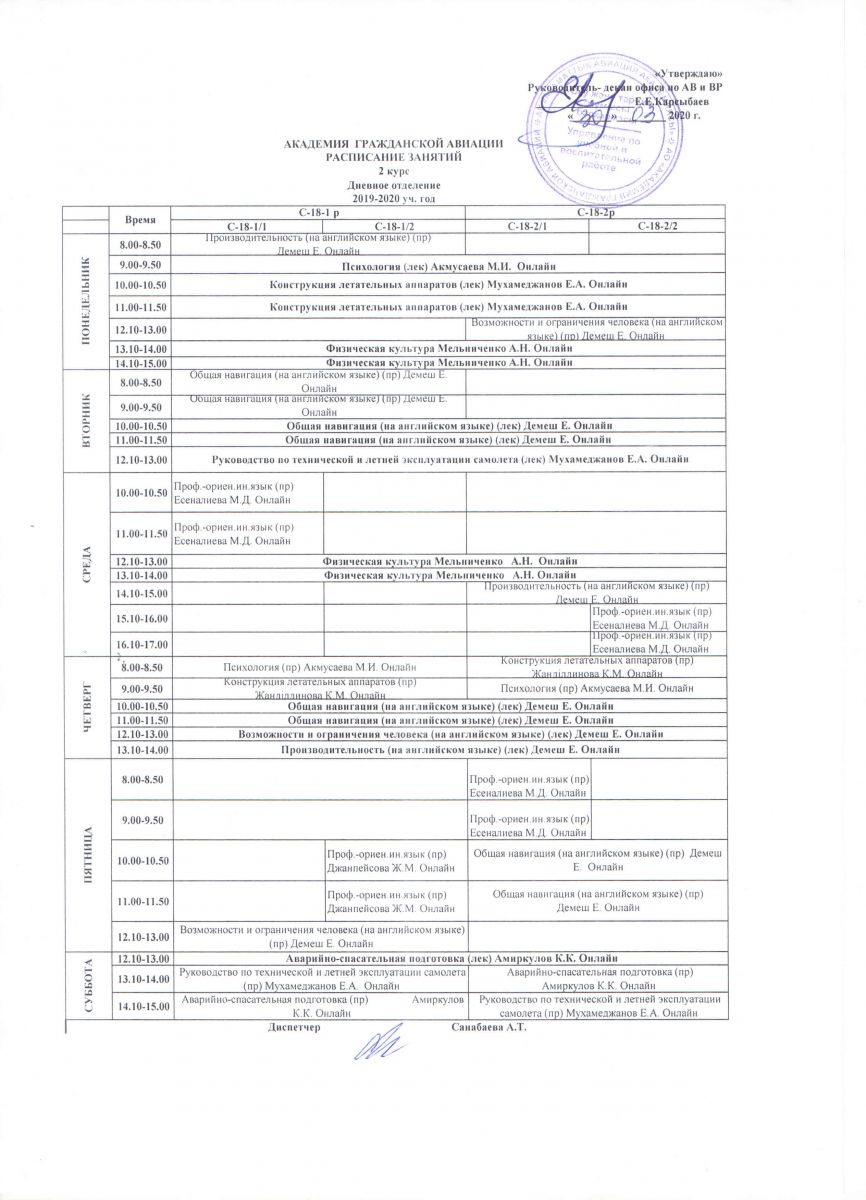 «Утверждаю»
Руководитель- декан офиса по АВ и ВР
Е.Е.Карсыбаев
« 30 » 03 2020 г.
Управление по
учебной и
воспитательной
работе
АКАДЕМИЯ ГРАЖДАНСКОЙ АВИАЦИИ
РАСПИСАНИЕ ЗАНЯТИЙ
2 курс
Дневное отделение
2019-2020 уч. год
Время
С-18-1 р
С-18-2р
С-18-1/1
С-18-1/2
С-18-2/1
С-18-2/2
ПОНЕДЕЛЬНИК
8.00-8.50
Производительность (на английском языке) (пр)
Демеш Е. Онлайн
9.00-9.50
Психология (лек) Акмусаева М.И. Онлайн
10.00-10.50
Конструкция летательных аппаратов (лек) Мухамеджанов Е.А. Онлайн
11.00-11.50
Конструкция летательных аппаратов (лек) Мухамеджанов Е.А. Онлайн
12.10-13.00
Возможности и ограничения человека (на английском
языке) (пр) Демеш Е. Онлайн
13.10-14.00
Физическая культура Мельниченко А.Н. Онлайн
14.10-15.00
Физическая культура Мельниченко А.Н. Онлайн
ВТОРНИК
8.00-8.50
Общая навигация (на английском языке) (пр) Демеш Е.
Онлайн
9.00-9.50
Общая навигация (на английском языке) (пр) Демеш Е.
Онлайн
10.00-10.50
Общая навигация (на английском языке) (лек) Демеш Е. Онлайн
11.00-11.50
Общая навигация (на английском языке) (лек) Демеш Е. Онлайн
12.10-13.00
Руководство по технической и летней эксплуатации самолета (лек) Мухамеджанов Е.А. Онлайн
СРЕДА
10.00-10.50
Проф.-ориен.ин.язык (пр)
Есеналиева М.Д. Онлайн
11.00-11.50
Проф.-ориен.ин.язык (пр)
Есеналиева М.Д. Онлайн
12.10-13.00
Физическая культура Мельниченко А.Н. Онлайн
13.10-14.00
Физическая культура Мельниченко А.Н. Онлайн
14.10-15.00
Производительность (на английском языке) (пр)
Демеш Е. Онлайн
15.10-16.00
Проф.-ориен.ин.язык (пр)
Есеналиева М.Д. Онлайн
16.10-17.00
Проф.-ориен.ин.язык (пр)
Есеналиева М.Д. Онлайн
ЧЕТВЕРГ
8.00-8.50
Психология (пр) Акмусаева М.И. Онлайн
Конструкция летательных аппаратов (пр)
Жанділлинова К.М. Онлайн
9.00-9.50
Конструкция летательных аппаратов (пр)
Жанділлинова К.М. Онлайн
Психология (пр) Акмусаева М.И. Онлайн
10.00-10.50
Общая навигация (на английском языке) (лек) Демеш Е. Онлайн
11.00-11.50
Общая навигация (на английском языке) (лек) Демеш Е. Онлайн
12.10-13.00
Возможности и ограничения человека (на английском языке) (лек) Демеш Е. Онлайн
13.10-14.00
Производительность (на английском языке) (лек) Демеш Е. Онлайн
ПЯТНИЦА
8.00-8.50
Проф.-ориен.ин.язык (пр)
Есеналиева М.Д. Онлайн
9.00-9.50
Проф.-ориен.ин.язык (пр)
Есеналиева М.Д. Онлайн
10.00-10.50
Проф.-ориен.ин.язык (пр)
Джанпейсова Ж.М. Онлайн
Общая навигация (на английском языке) (пр) Демеш
Е. Онлайн
11.00-11.50
Проф.-ориен.ин.язык (пр)
Джанпейсова Ж.М. Онлайн
Общая навигация (на английском языке) (пр)
Демеш Е. Онлайн
12.10-13.00
Возможности и ограничения человека (на английском языке)
(пр) Демеш Е. Онлайн
СУББОТА
12.10-13.00
Аварийно-спасательная подготовка (лек) Амиркулов К.К. Онлайн
13.10-14.00
Руководство по технической и летней эксплуатации самолета
(пр) Мухамеджанов Е.А. Онлайн
Аварийно-спасательная подготовка (пр)
Амиркулов К.К. Онлайн
14.10-15.00
Аварийно-спасательная подготовка (пр) Амиркулов
К.К. Онлайн
Руководство по технической и летней эксплуатации
самолета (пр) Мухамеджанов Е.А. Онлайн
Диспетчер Санабаева А.Т.